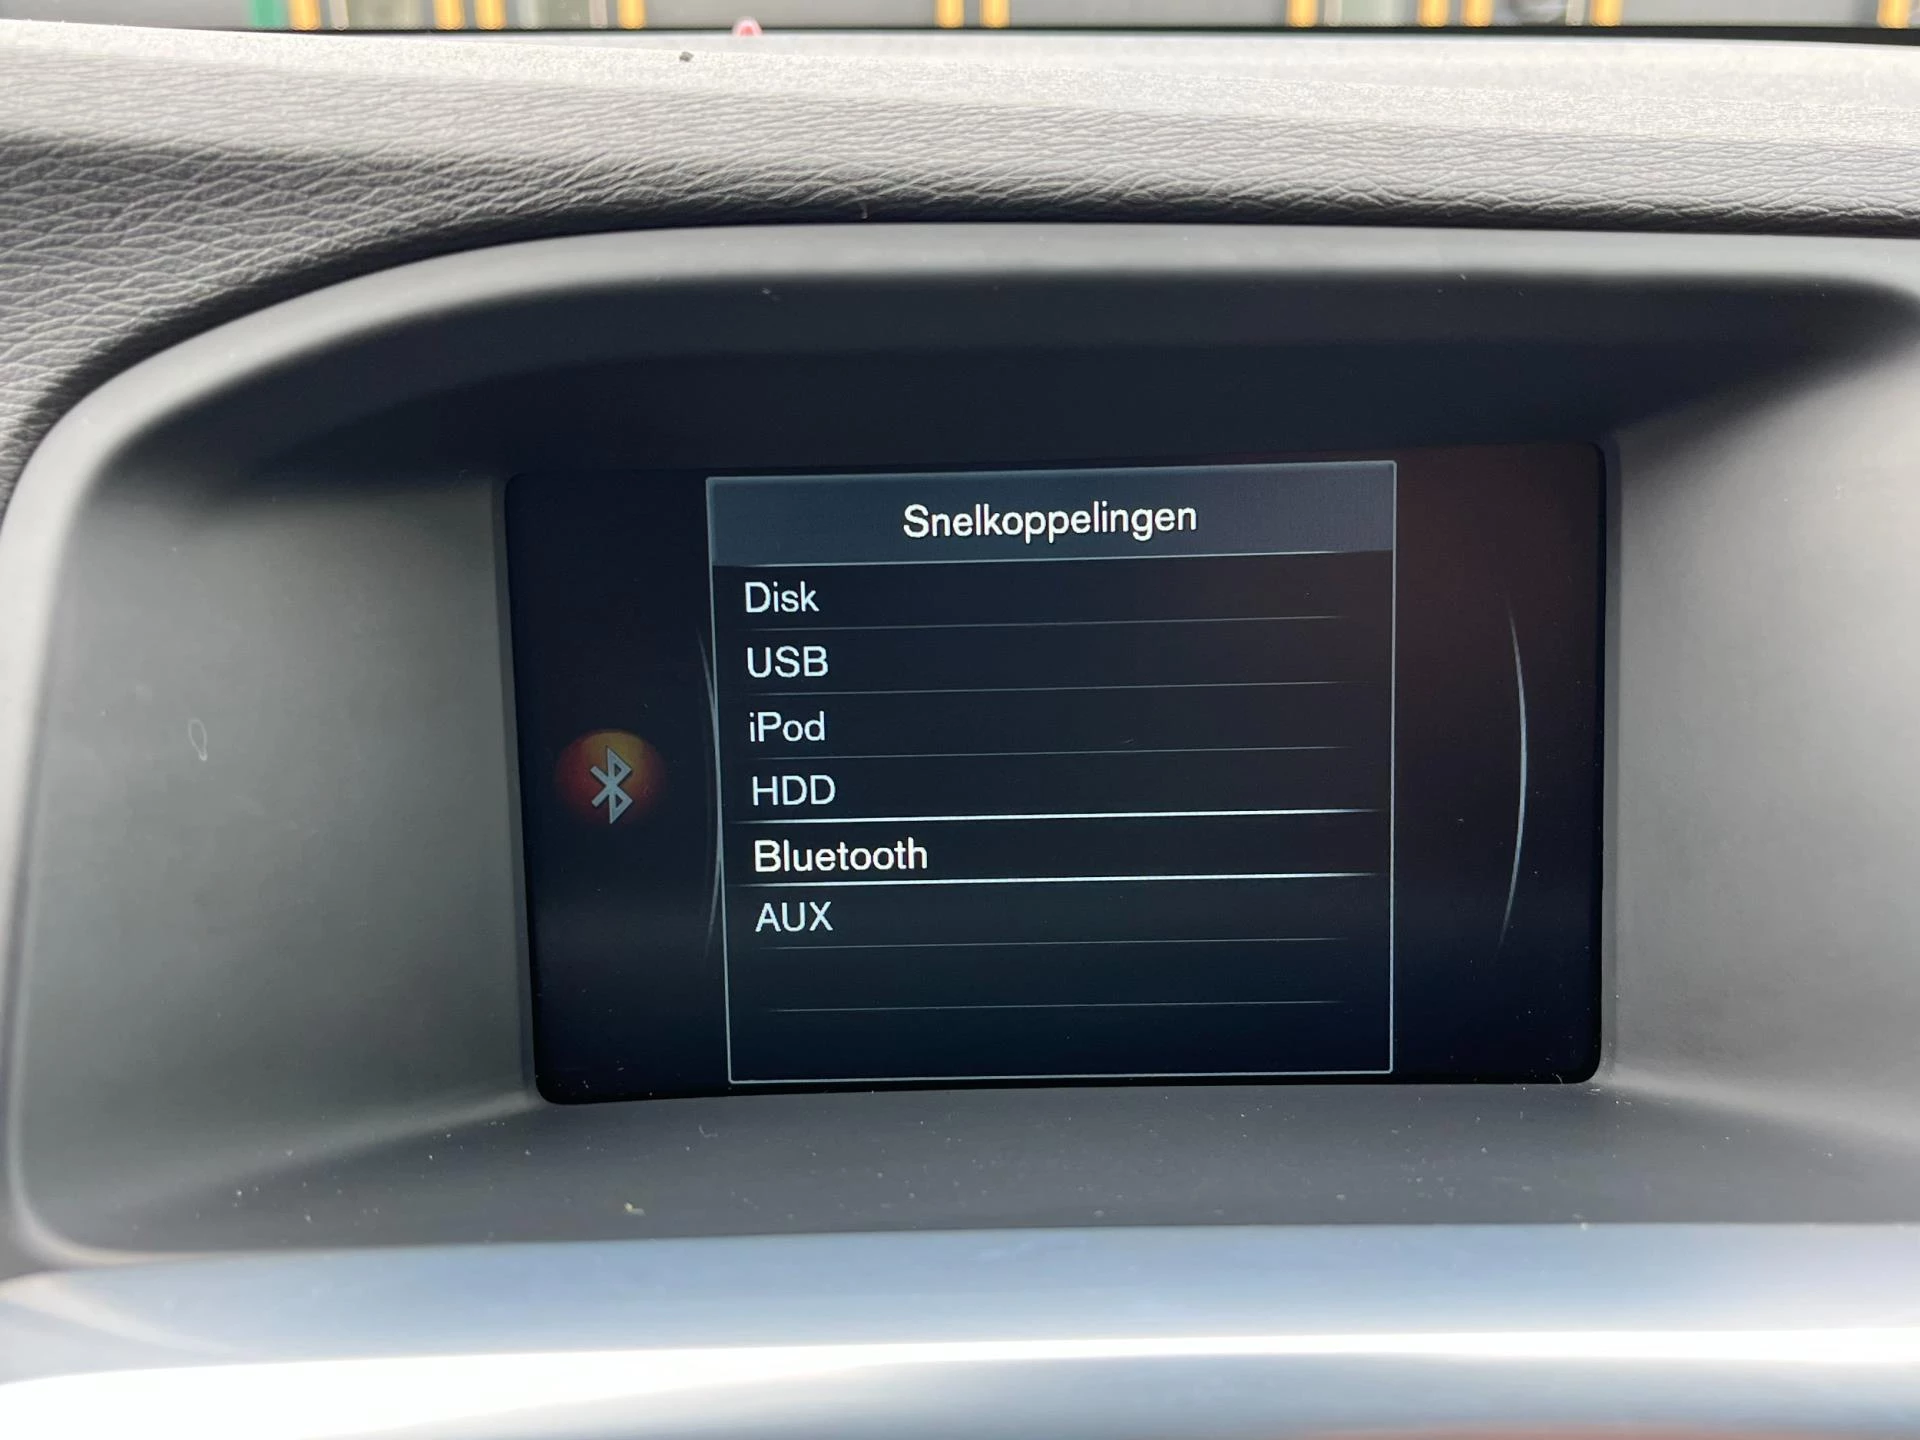 Snelkoppelingen
Disk
USB
iPod
HDD
Bluetooth
AUX